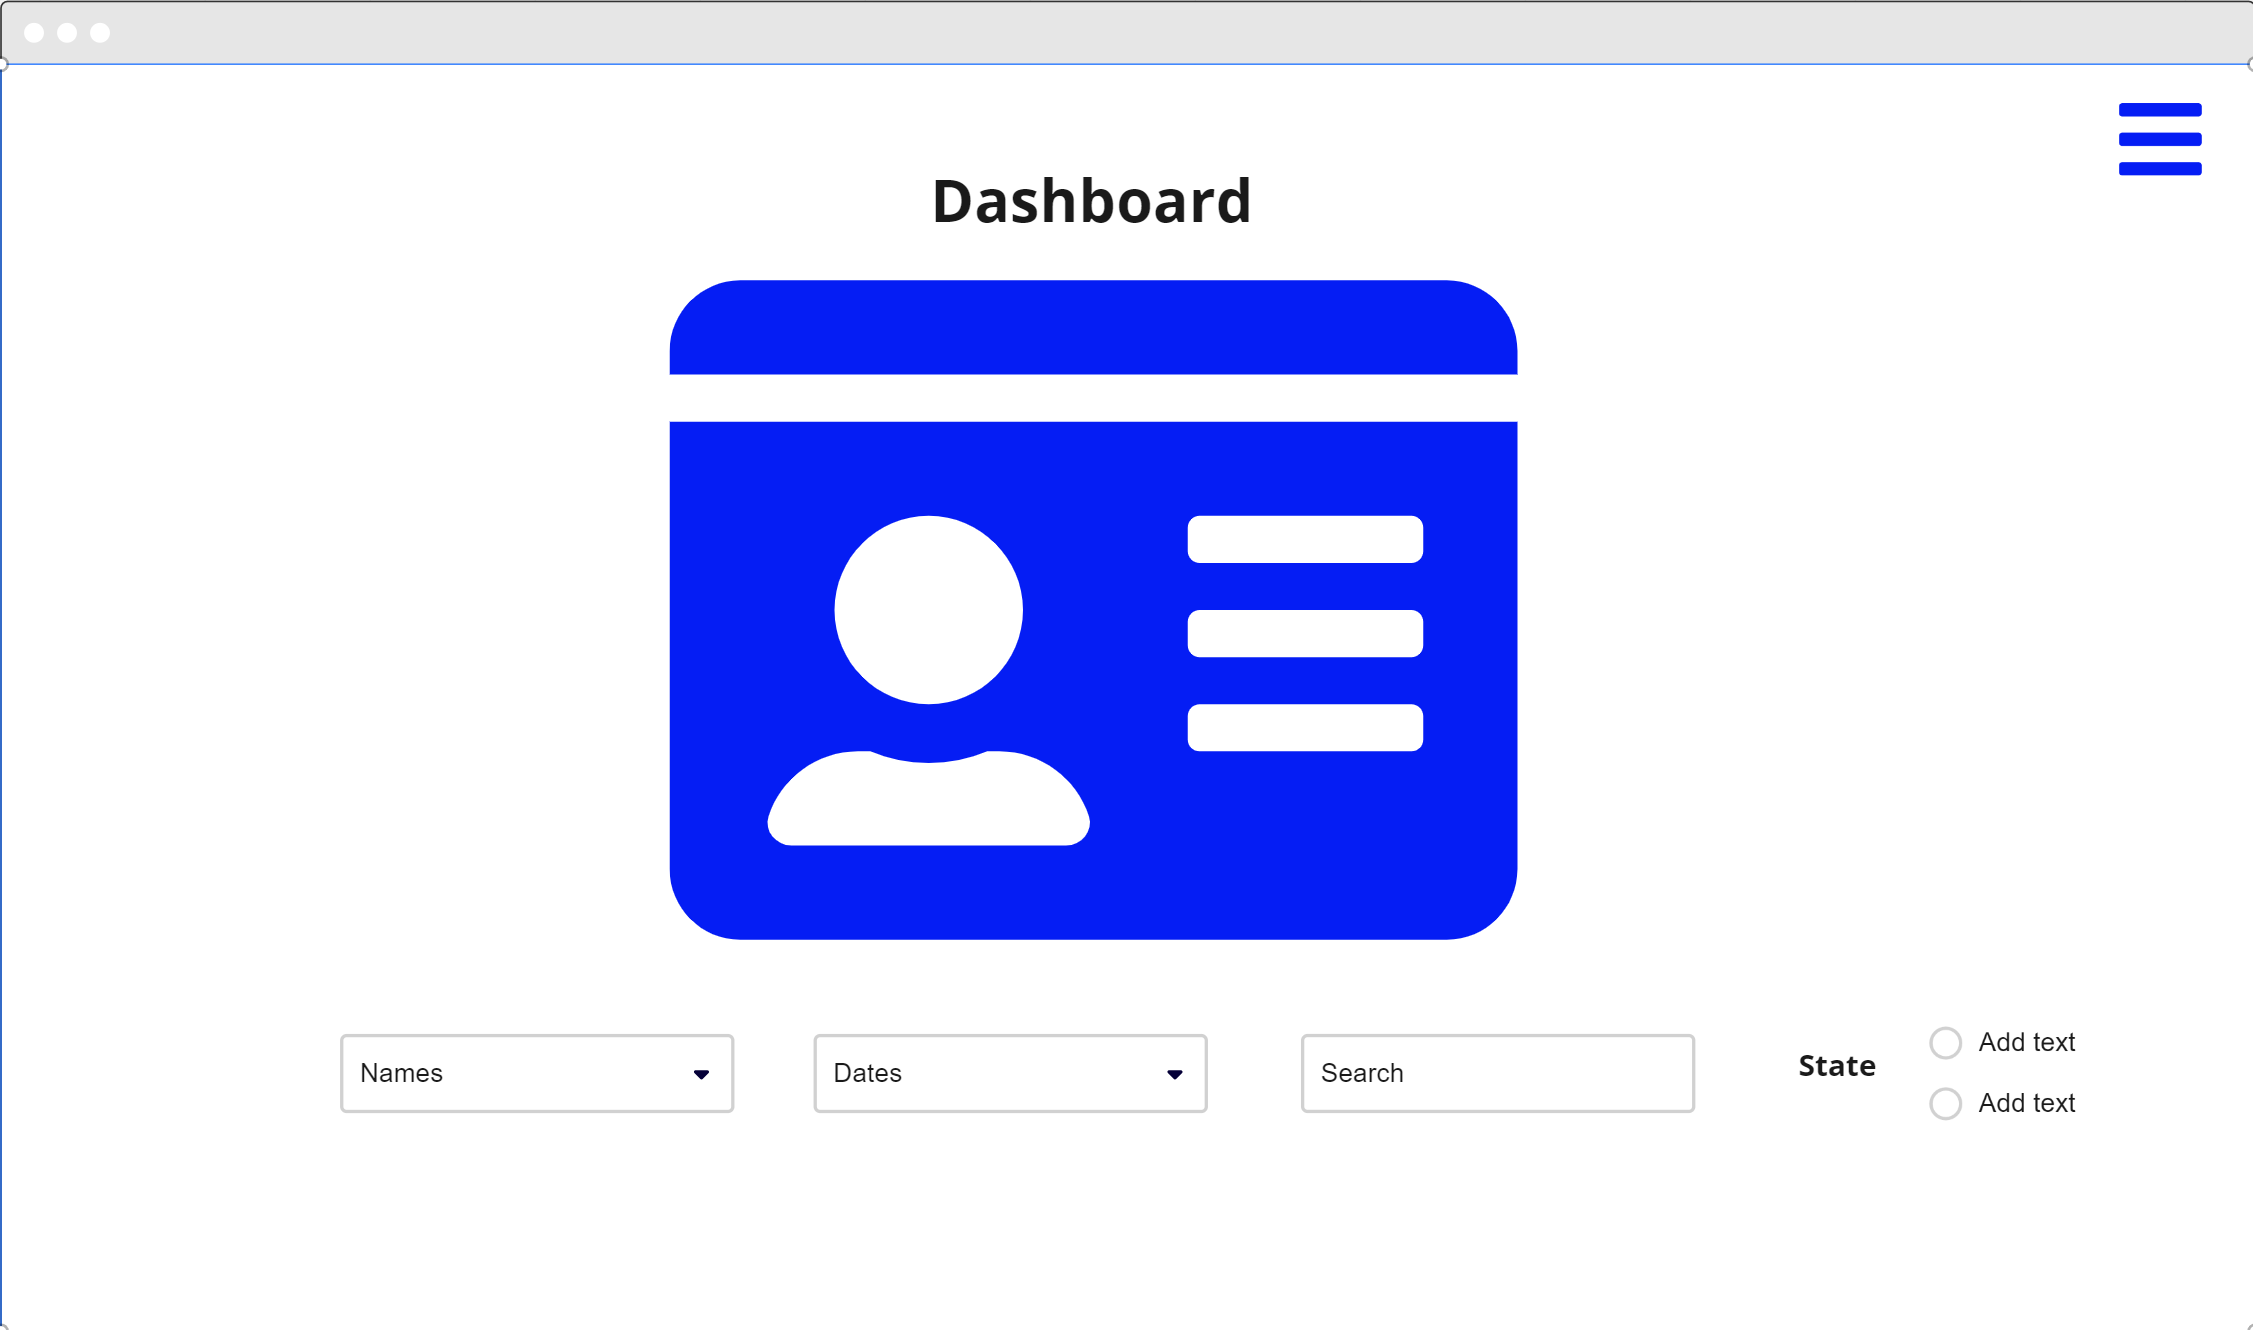 Dashboard
Names
Dates
Search
State
Add text
Add text